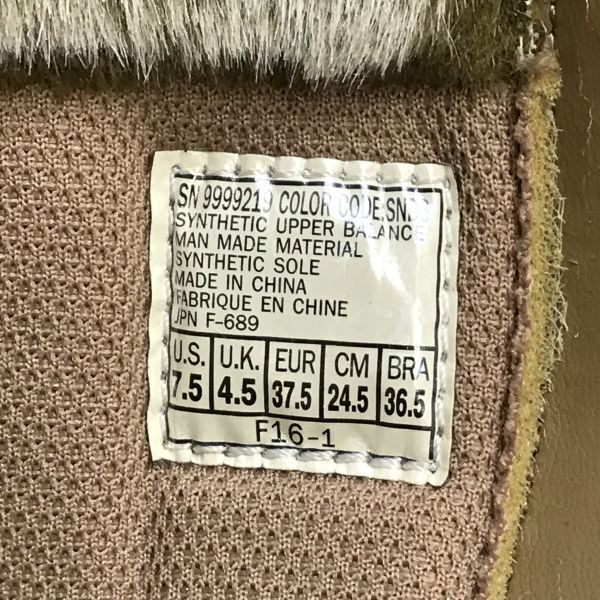 SN 9999219 COLOR CODE:SNDS
SYNTHETIC UPPER BALANCE
MAN MADE MATERIAL
SYNTHETIC SOLE
MADE IN CHINA
FABRIQUE EN CHINE
JPN F-689
U.S. U.K. EUR CM BRA
7.5 4.5 37.5 24.5 36.5
F16-1